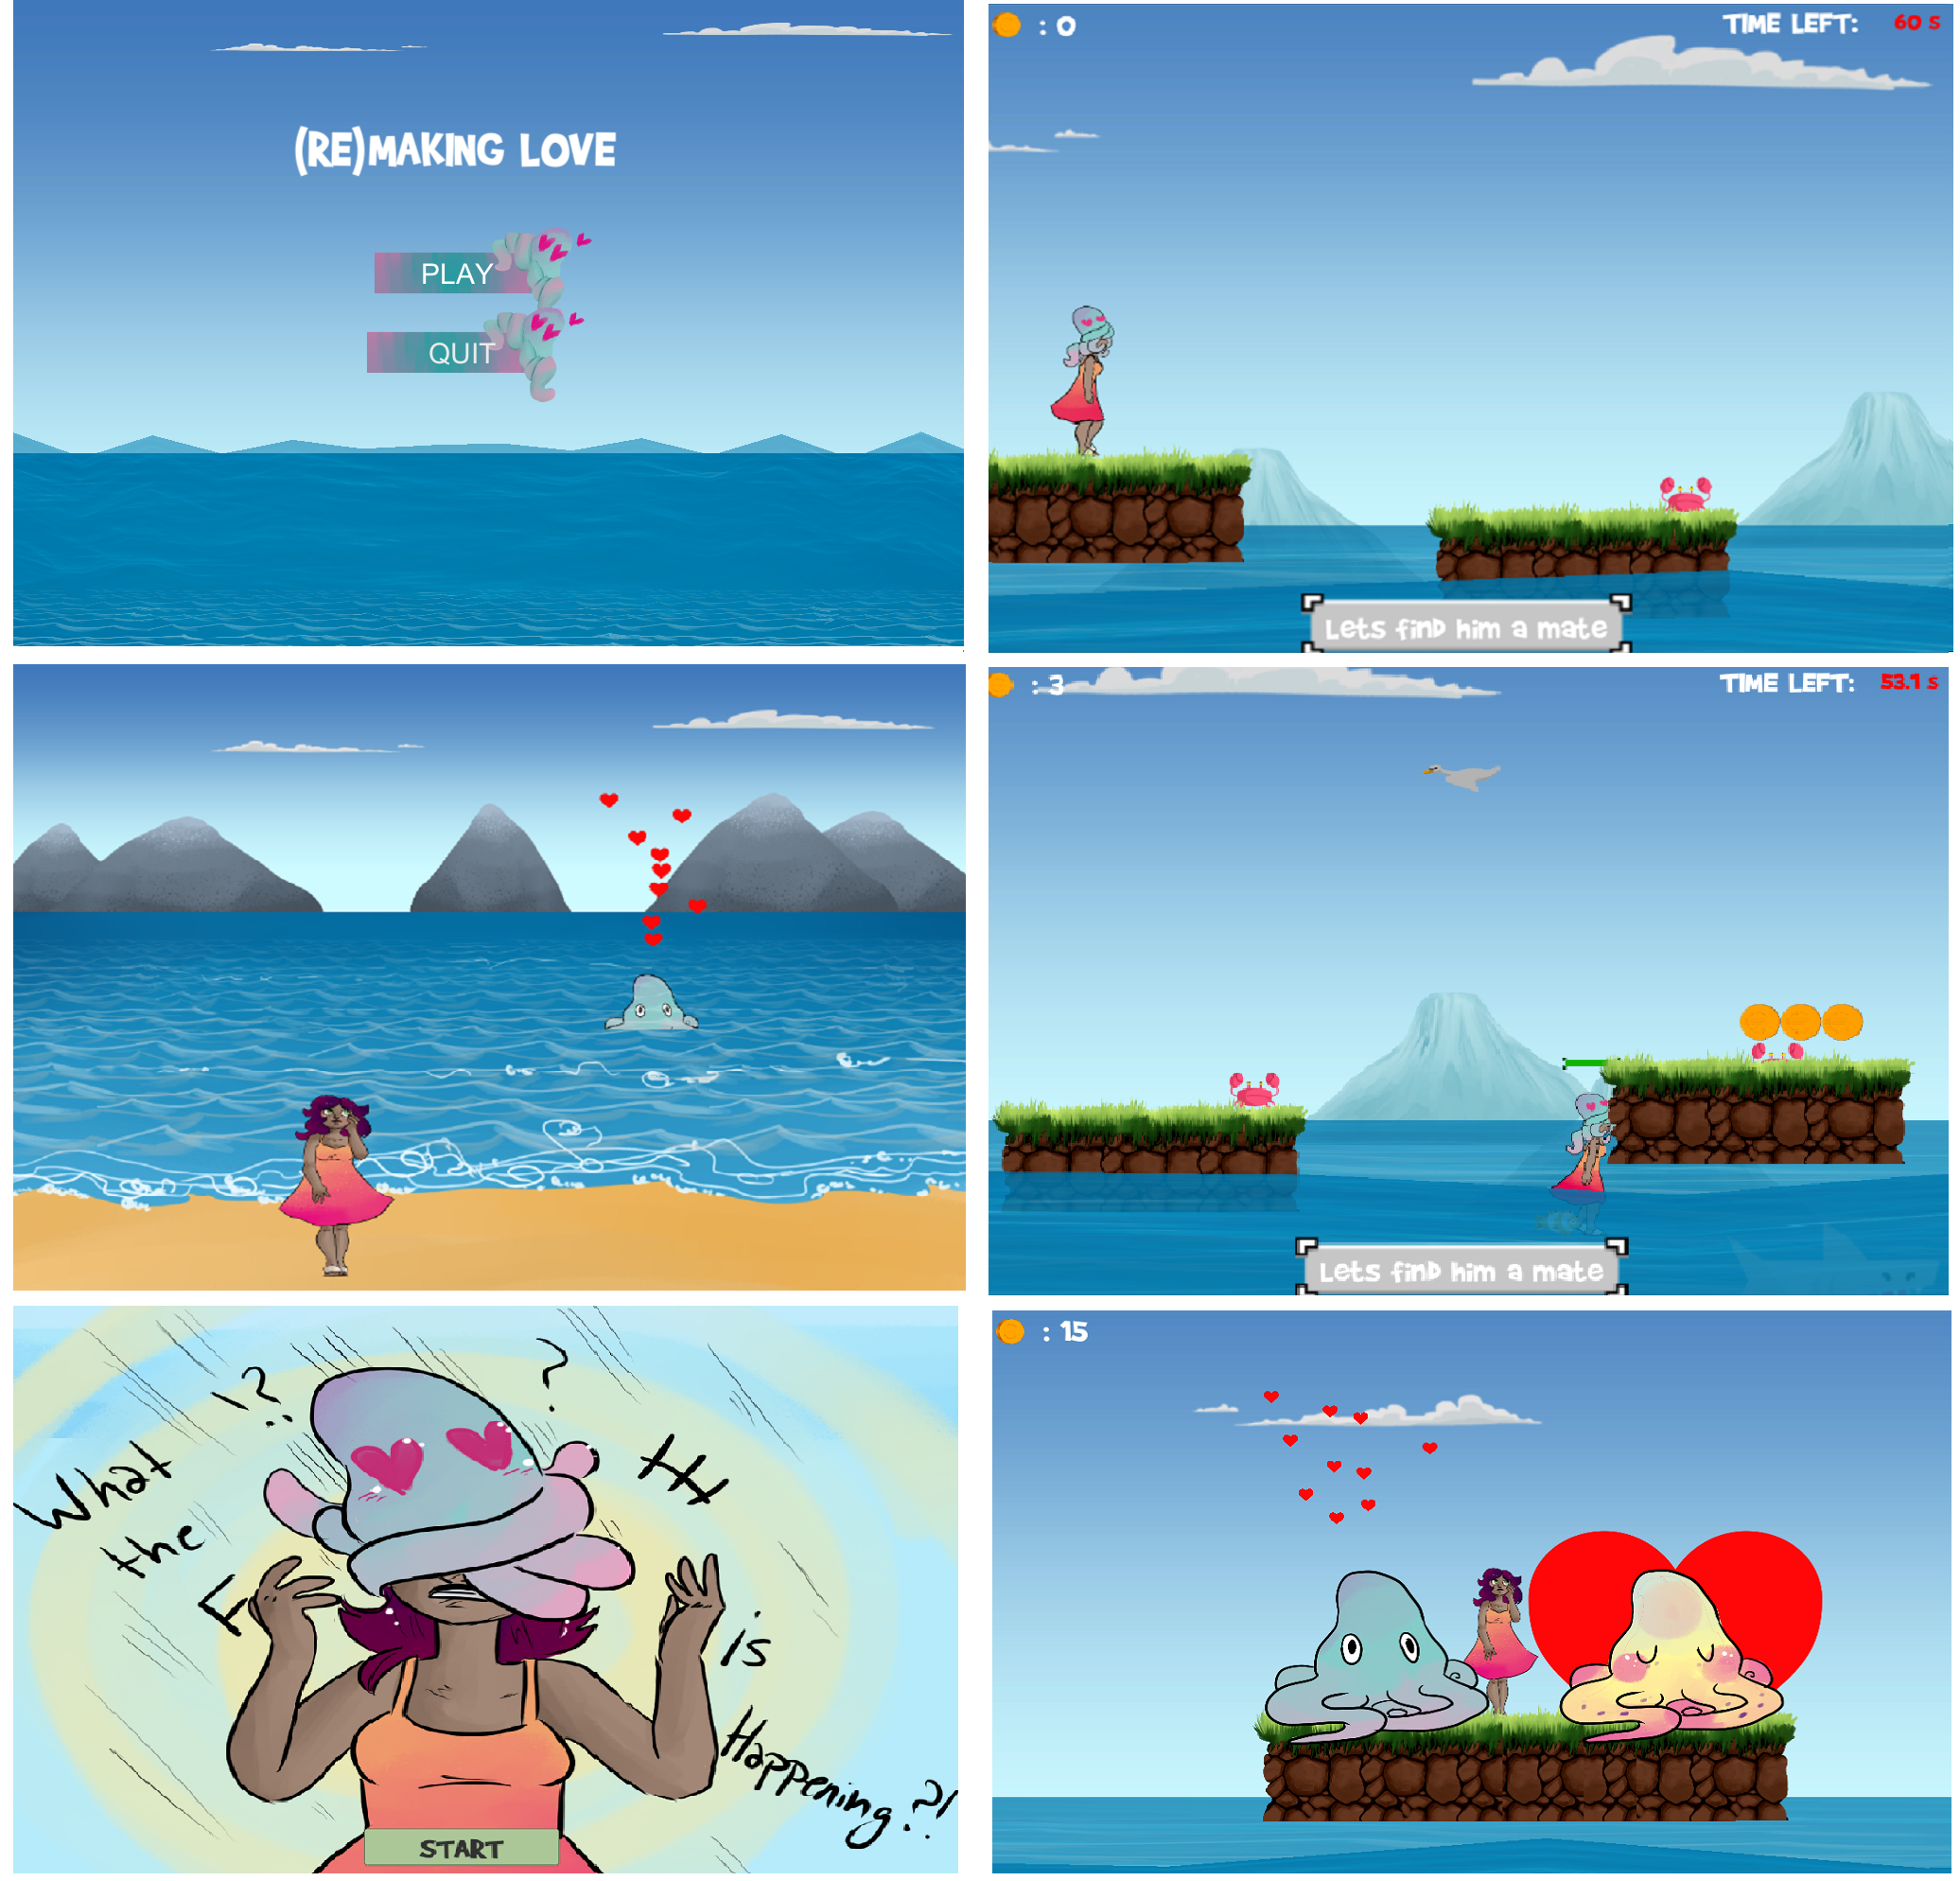 (RE)MAKING LOVE
PLAY
QUIT
: 0
TIME LEFT: 60 S
Lets find him a mate
: 3
TIME LEFT: 53.1 S
Lets find him a mate
!?
?
What
the
F
is
Happening?!
START
: 15